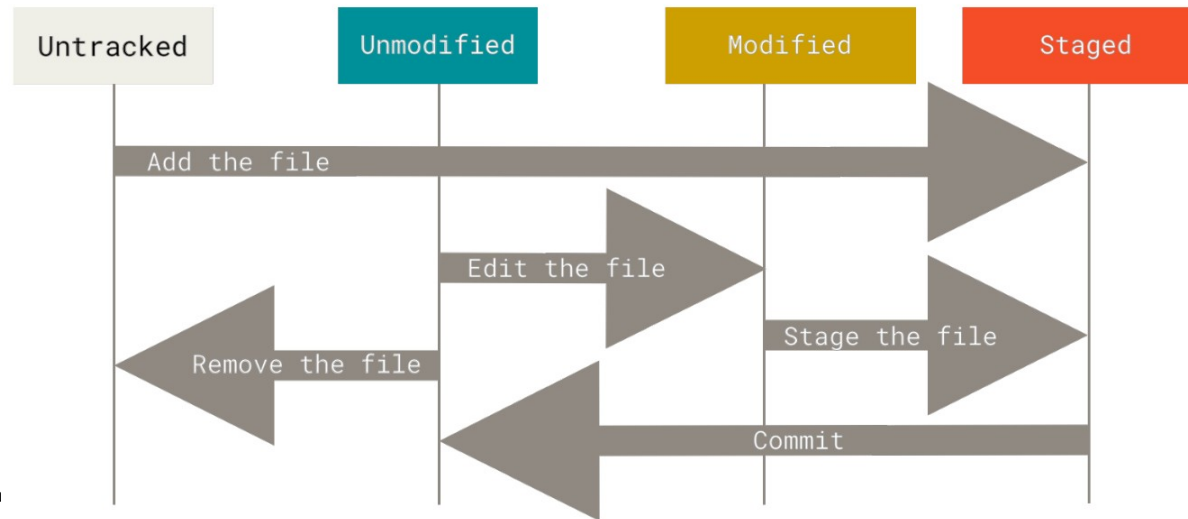 Untracked
Unmodified
Modified
Staged
Add the file
Edit the file
Stage the file
Remove the file
Commit